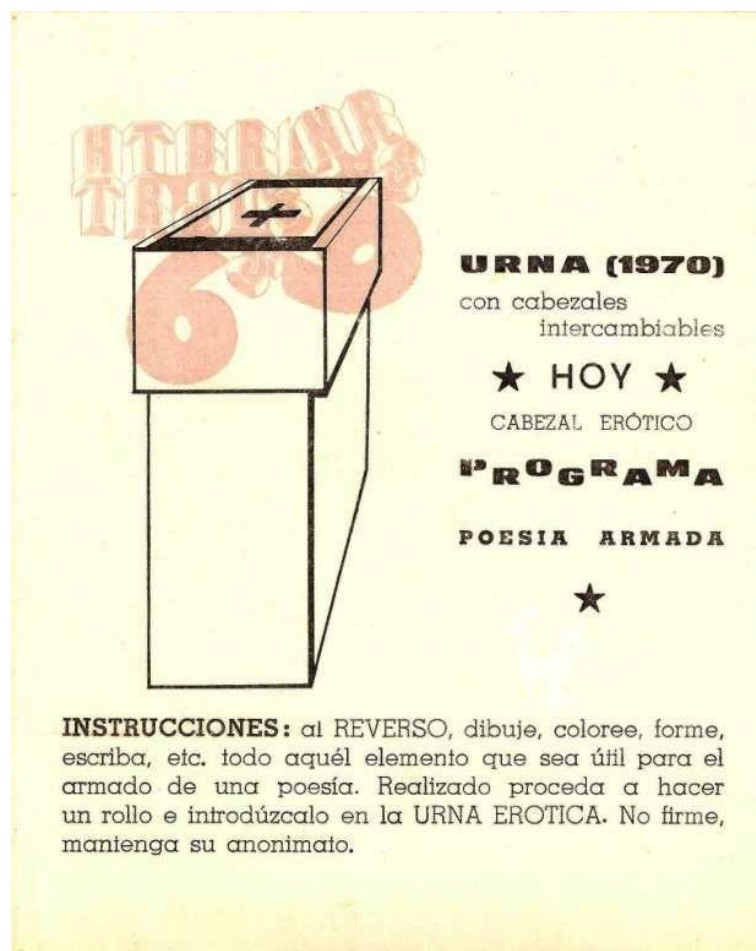 6 9
URNA (1970)
con cabezales
intercambiables
★ HOY ★
CABEZAL ERÓTICO
PROGRAMA
POESIA ARMADA
★
INSTRUCCIONES: al REVERSO, dibuje, coloree, forme,
escriba, etc. todo aquél elemento que sea útil para el
armado de una poesía. Realizado proceda a hacer
un rollo e introdúzcalo en la URNA EROTICA. No firme,
mantenga su anonimato.